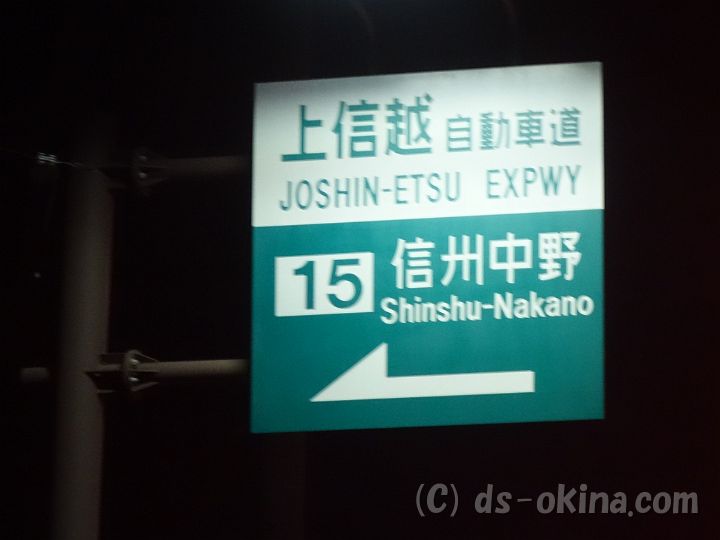 上信越 自動車道
JOSHIN-ETSU EXPWY
15 信州中野
Shinshu-Nakano
(C) ds-okina.com